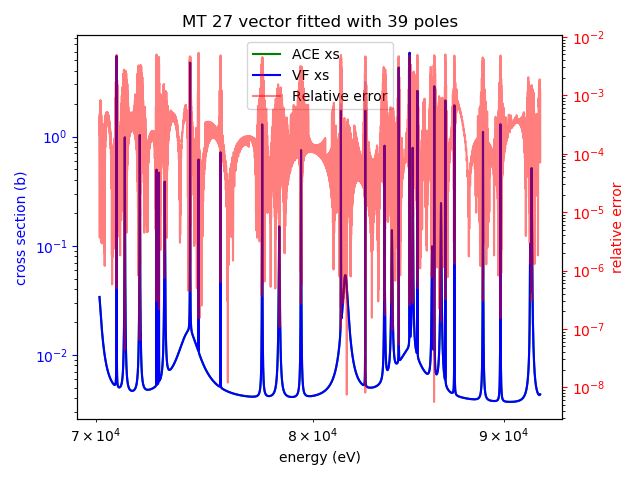 MT 27 vector fitted with 39 poles
ACE xs
VF xs
Relative error
cross section (b)
10⁰
10⁻¹
10⁻²
10⁻²
10⁻³
10⁻⁴
10⁻⁵
10⁻⁶
10⁻⁷
10⁻⁸
relative error
7 × 10⁴
8 × 10⁴
9 × 10⁴
energy (eV)